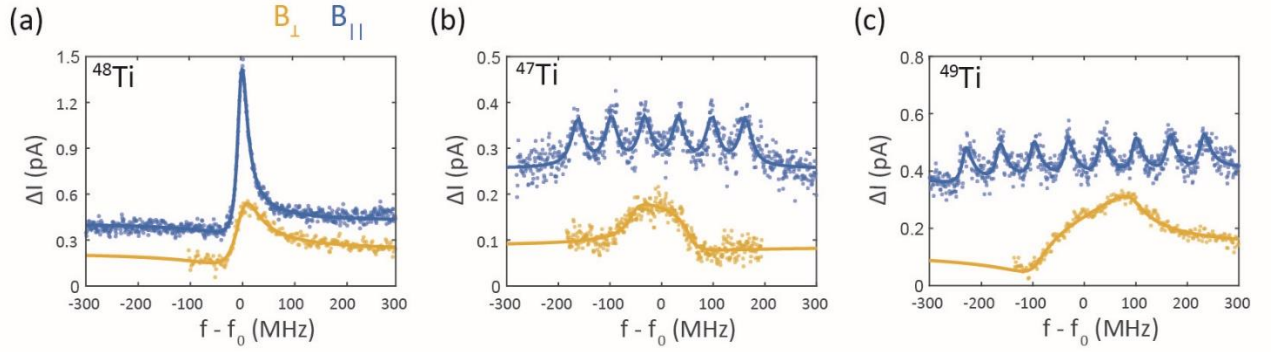 (a) B⊥ B||
1.5
1.2
0.9
0.6
0.3
0
ΔI (pA)
⁴⁸Ti
-300 -200 -100 0 100 200 300
f - f₀ (MHz)
(b)
0.5
0.4
0.3
0.2
0.1
0
ΔI (pA)
⁴⁷Ti
-300 -200 -100 0 100 200 300
f - f₀ (MHz)
(c)
0.8
0.6
0.4
0.2
0
ΔI (pA)
⁴⁹Ti
-300 -200 -100 0 100 200 300
f - f₀ (MHz)